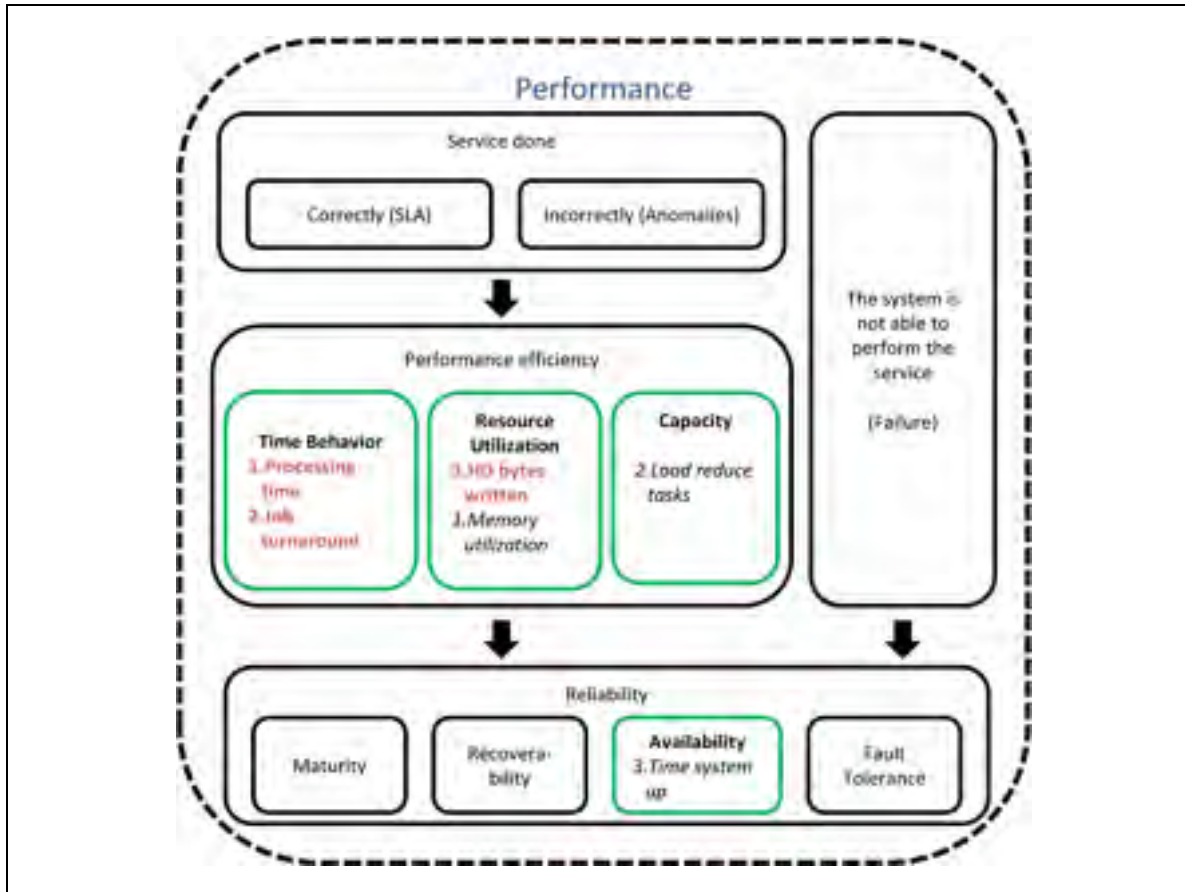 Performance
Service done
Correctly (SLA)
Incorrectly (Anomalies)
The system is
not able to
perform the
service
(Failure)
Performance efficiency
Time Behavior
1.Processing
time
2.Job
turnaround
Resource
Utilization
3.HD bytes
written
1.Memory
utilization
Capacity
2.Load reduce
tasks
Reliability
Maturity
Recovera-
bility
Availability
3.Time system
up
Fault
Tolerance